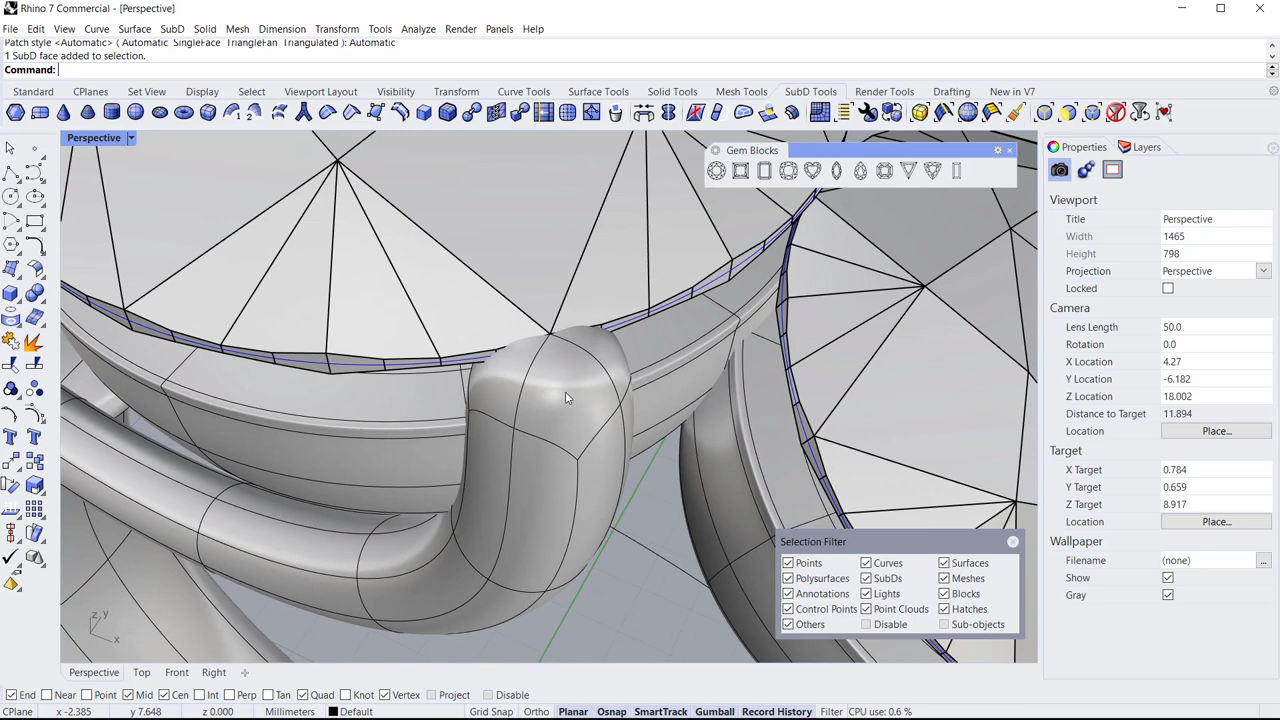 Rhino 7 Commercial - [Perspective]
File Edit View Curve Surface SubD Solid Mesh Dimension Transform Tools Analyze Render Panels Help
Patch style <Automatic> ( Automatic SingleFace TriangleFan Triangulated ): Automatic
1 SubD face added to selection.
Command:
Standard CPlanes Set View Display Select Viewport Layout Visibility Transform Curve Tools Surface Tools Solid Tools Mesh Tools SubD Tools Render Tools Drafting New in V7
Perspective
Gem Blocks
Properties Layers
Viewport
Title Perspective
Width 1465
Height 798
Projection Perspective
Locked
Camera
Lens Length 50.0
Rotation 0.0
X Location 4.27
Y Location -6.182
Z Location 18.002
Distance to Target 11.894
Location Place...
Target
X Target 0.784
Y Target 0.659
Z Target 8.917
Location Place...
Wallpaper
Filename (none) ...
Show
Gray
Selection Filter
Points Curves Surfaces
Polysurfaces SubDs Meshes
Annotations Lights Blocks
Control Points Point Clouds Hatches
Others Disable Sub-objects
z y
x
Perspective Top Front Right
End Near Point Mid Cen Int Perp Tan Quad Knot Vertex Project Disable
CPlane x -2.385 y 7.648 z 0.000 Millimeters Default Grid Snap Ortho Planar Osnap SmartTrack Gumball Record History Filter CPU use: 0.6 %